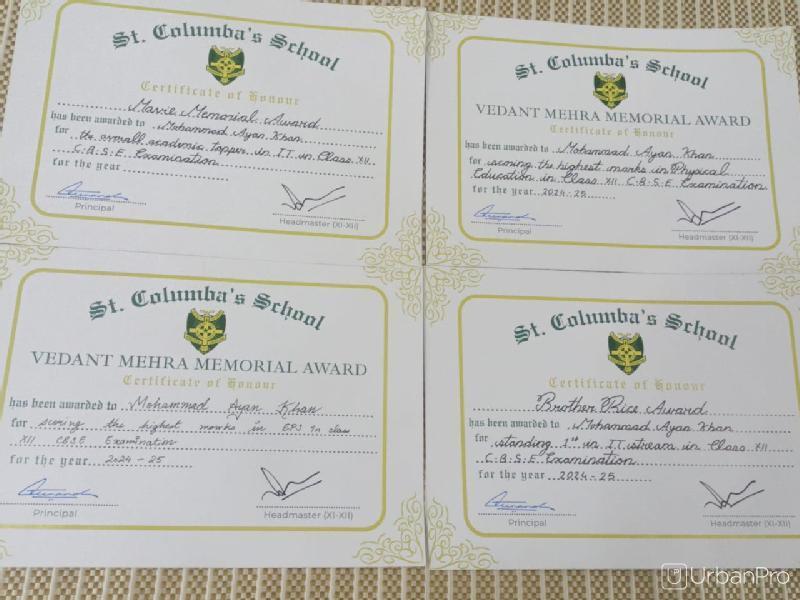 St. Columba's School
Certificate of Honour
Mavie Memorial Award
has been awarded to Mohammed Ayan Khan
for the overall academic topper in IT in Class XII
C.B.S.E Examination
for the year
Principal
Headmaster (XI-XII)
St. Columba's School
VEDANT MEHRA MEMORIAL AWARD
Certificate of Honour
has been awarded to Mohammad Ayan Khan
for scoring the highest marks in Physical
Education in Class XII C.B.S.E Examination
for the year 2024-25
Principal
Headmaster (XI-XII)
St. Columba's School
VEDANT MEHRA MEMORIAL AWARD
Certificate of Honour
has been awarded to Mohammed Ayan Khan
for scoring the highest marks in EPS in class
XII CBSE Examination
for the year 2024-25
Principal
Headmaster (XI-XII)
St. Columba's School
Certificate of Honour
Brother Rice Award
has been awarded to Mohammad Ayan Khan
for standing 1st in IT stream in Class XII
C.B.S.E Examination
for the year 2024-25
Principal
Headmaster (XI-XII)
UrbanPro